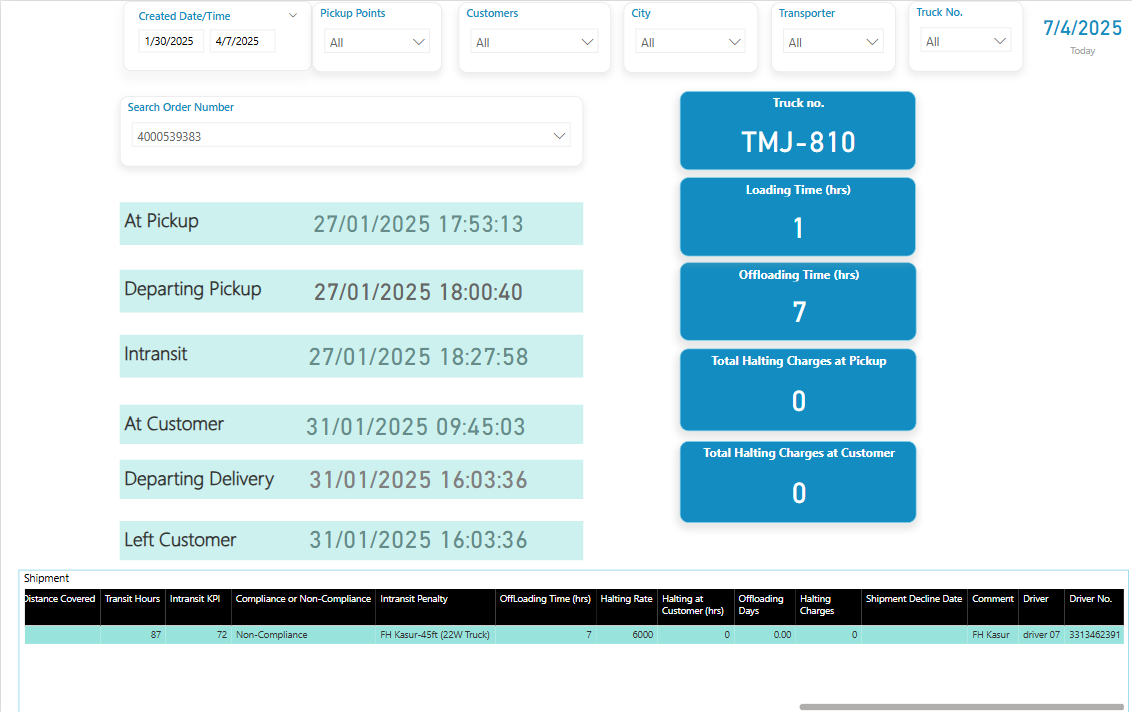 Created Date/Time
1/30/2025 4/7/2025
Pickup Points
All
Customers
All
City
All
Transporter
All
Truck No.
All
7/4/2025
Today
Search Order Number
4000539383
At Pickup 27/01/2025 17:53:13
Departing Pickup 27/01/2025 18:00:40
Intransit 27/01/2025 18:27:58
At Customer 31/01/2025 09:45:03
Departing Delivery 31/01/2025 16:03:36
Left Customer 31/01/2025 16:03:36
Truck no.
TMJ-810
Loading Time (hrs)
1
Offloading Time (hrs)
7
Total Halting Charges at Pickup
0
Total Halting Charges at Customer
0
Shipment
Distance Covered Transit Hours Intransit KPI Compliance or Non-Compliance Intransit Penalty OffLoading Time (hrs) Halting Rate Halting at Customer (hrs) Offloading Days Halting Charges Shipment Decline Date Comment Driver Driver No.
87 72 Non-Compliance FH Kasur-45ft (22W Truck) 7 6000 0 0.00 0 FH Kasur driver 07 3313462391